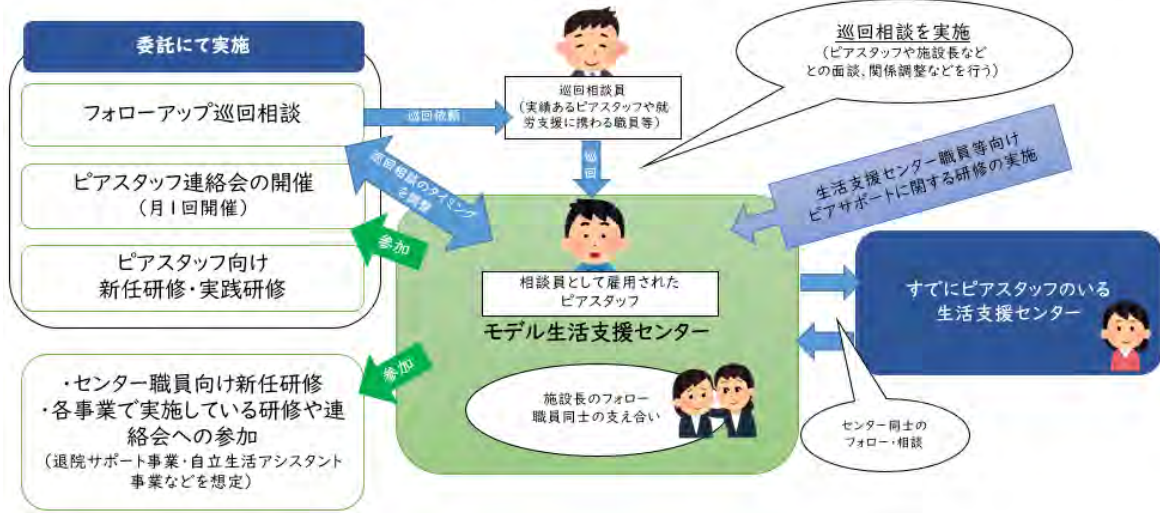 委託にて実施
フォローアップ巡回相談
ピアスタッフ連絡会の開催
(月1回開催)
ピアスタッフ向け
新任研修・実践研修
・センター職員向け新任研修
・各事業で実施している研修や連
絡会への参加
(退院サポート事業・自立生活アシスタント
事業などを想定)
巡回依頼
巡回相談のタイミング
を調整
参加
参加
巡回相談員
(実績あるピアスタッフや就
労支援に携わる職員等)
巡回
巡回相談を実施
(ピアスタッフや施設長など
との面談、関係調整などを行う)
生活支援センター職員等向け
ピアサポートに関する研修の実施
相談員として雇用された
ピアスタッフ
モデル生活支援センター
施設長のフォロー
職員同士の支え合い
すでにピアスタッフのいる
生活支援センター
センター同士の
フォロー・相談